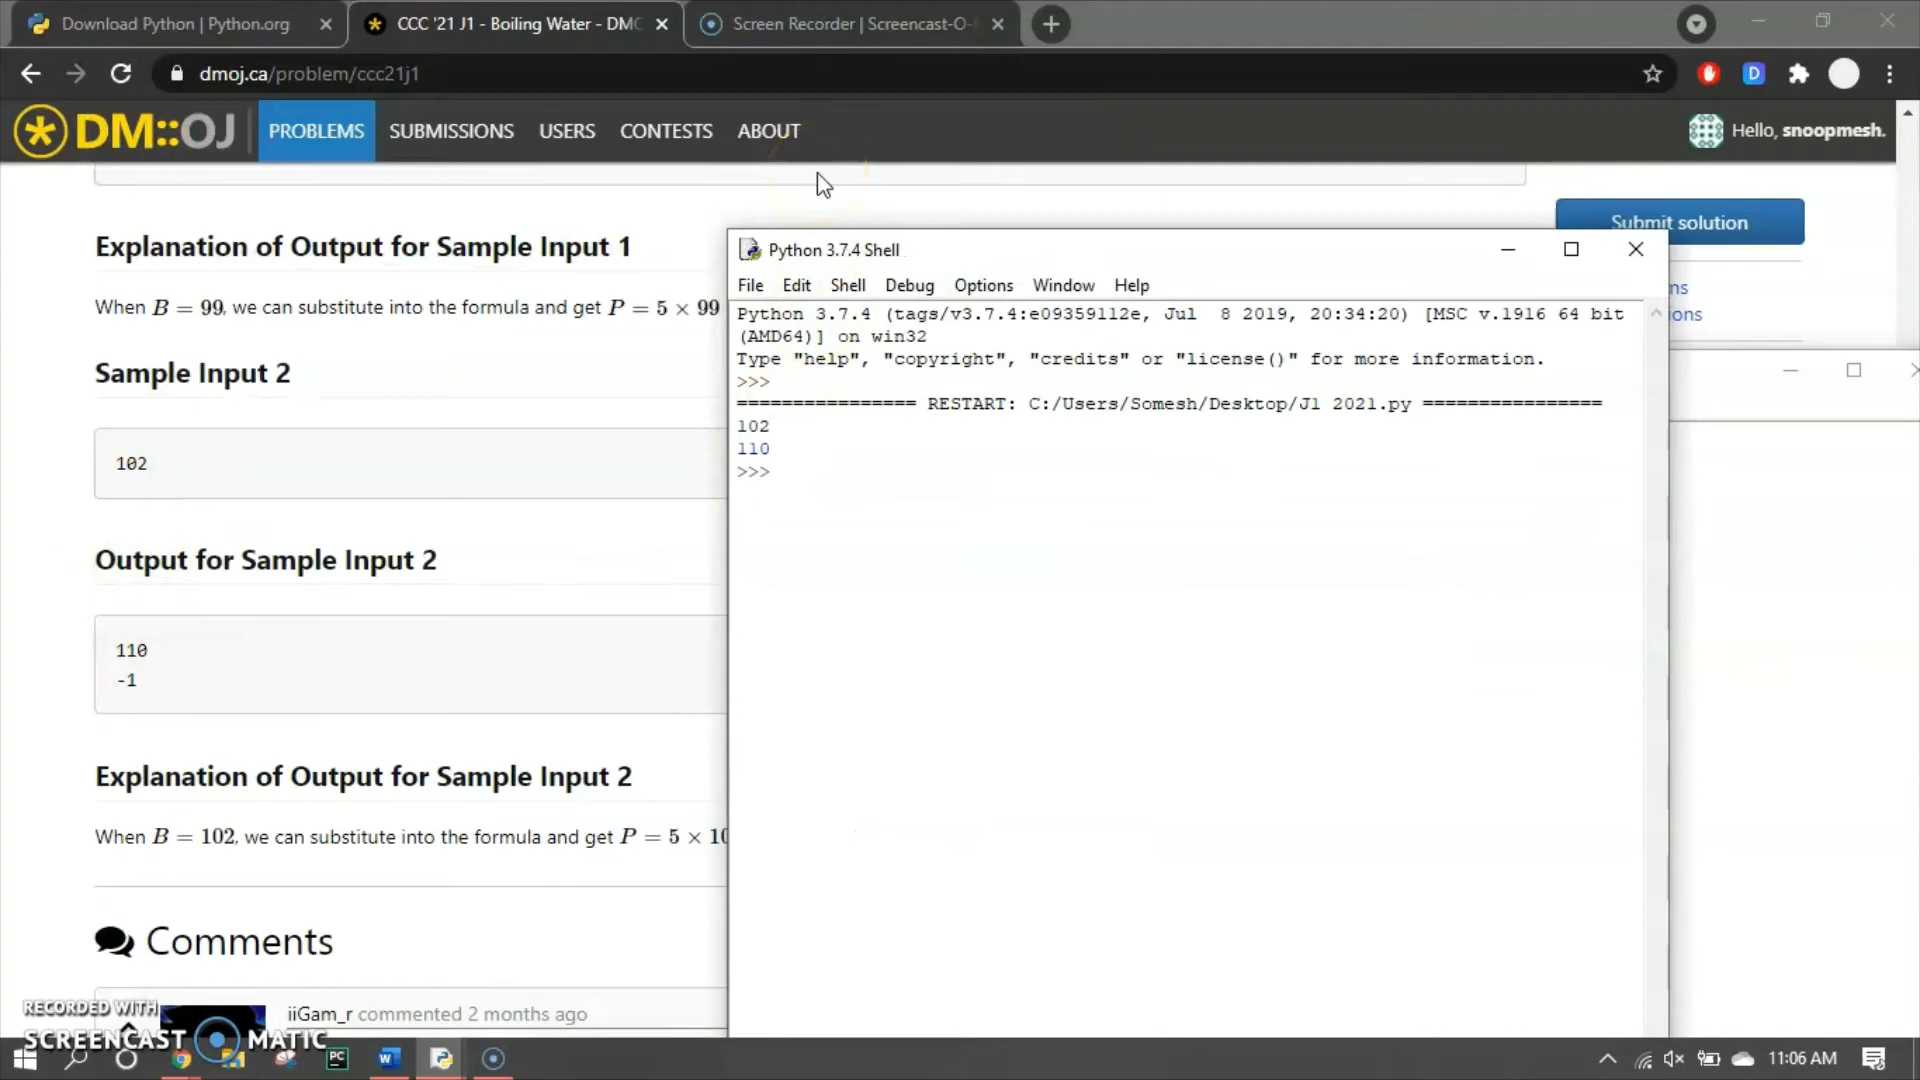 Download Python | Python.org
CCC '21 J1 - Boiling Water - DMO
Screen Recorder | Screencast-O-
dmoj.ca/problem/ccc21j1
DM::OJ
PROBLEMS SUBMISSIONS USERS CONTESTS ABOUT
Hello, snoopmesh.
Submit solution
Explanation of Output for Sample Input 1
When B = 99, we can substitute into the formula and get P = 5 × 99
Sample Input 2
102
Output for Sample Input 2
110
-1
Explanation of Output for Sample Input 2
When B = 102, we can substitute into the formula and get P = 5 × 10
Comments
iiGam_r commented 2 months ago
ns
ions
Python 3.7.4 Shell
File Edit Shell Debug Options Window Help
Python 3.7.4 (tags/v3.7.4:e09359112e, Jul 8 2019, 20:34:20) [MSC v.1916 64 bit
(AMD64)] on win32
Type "help", "copyright", "credits" or "license()" for more information.
>>>
================ RESTART: C:/Users/Somesh/Desktop/J1 2021.py ================
102
110
>>>
RECORDED WITH
SCREENCAST MATIC
11:06 AM